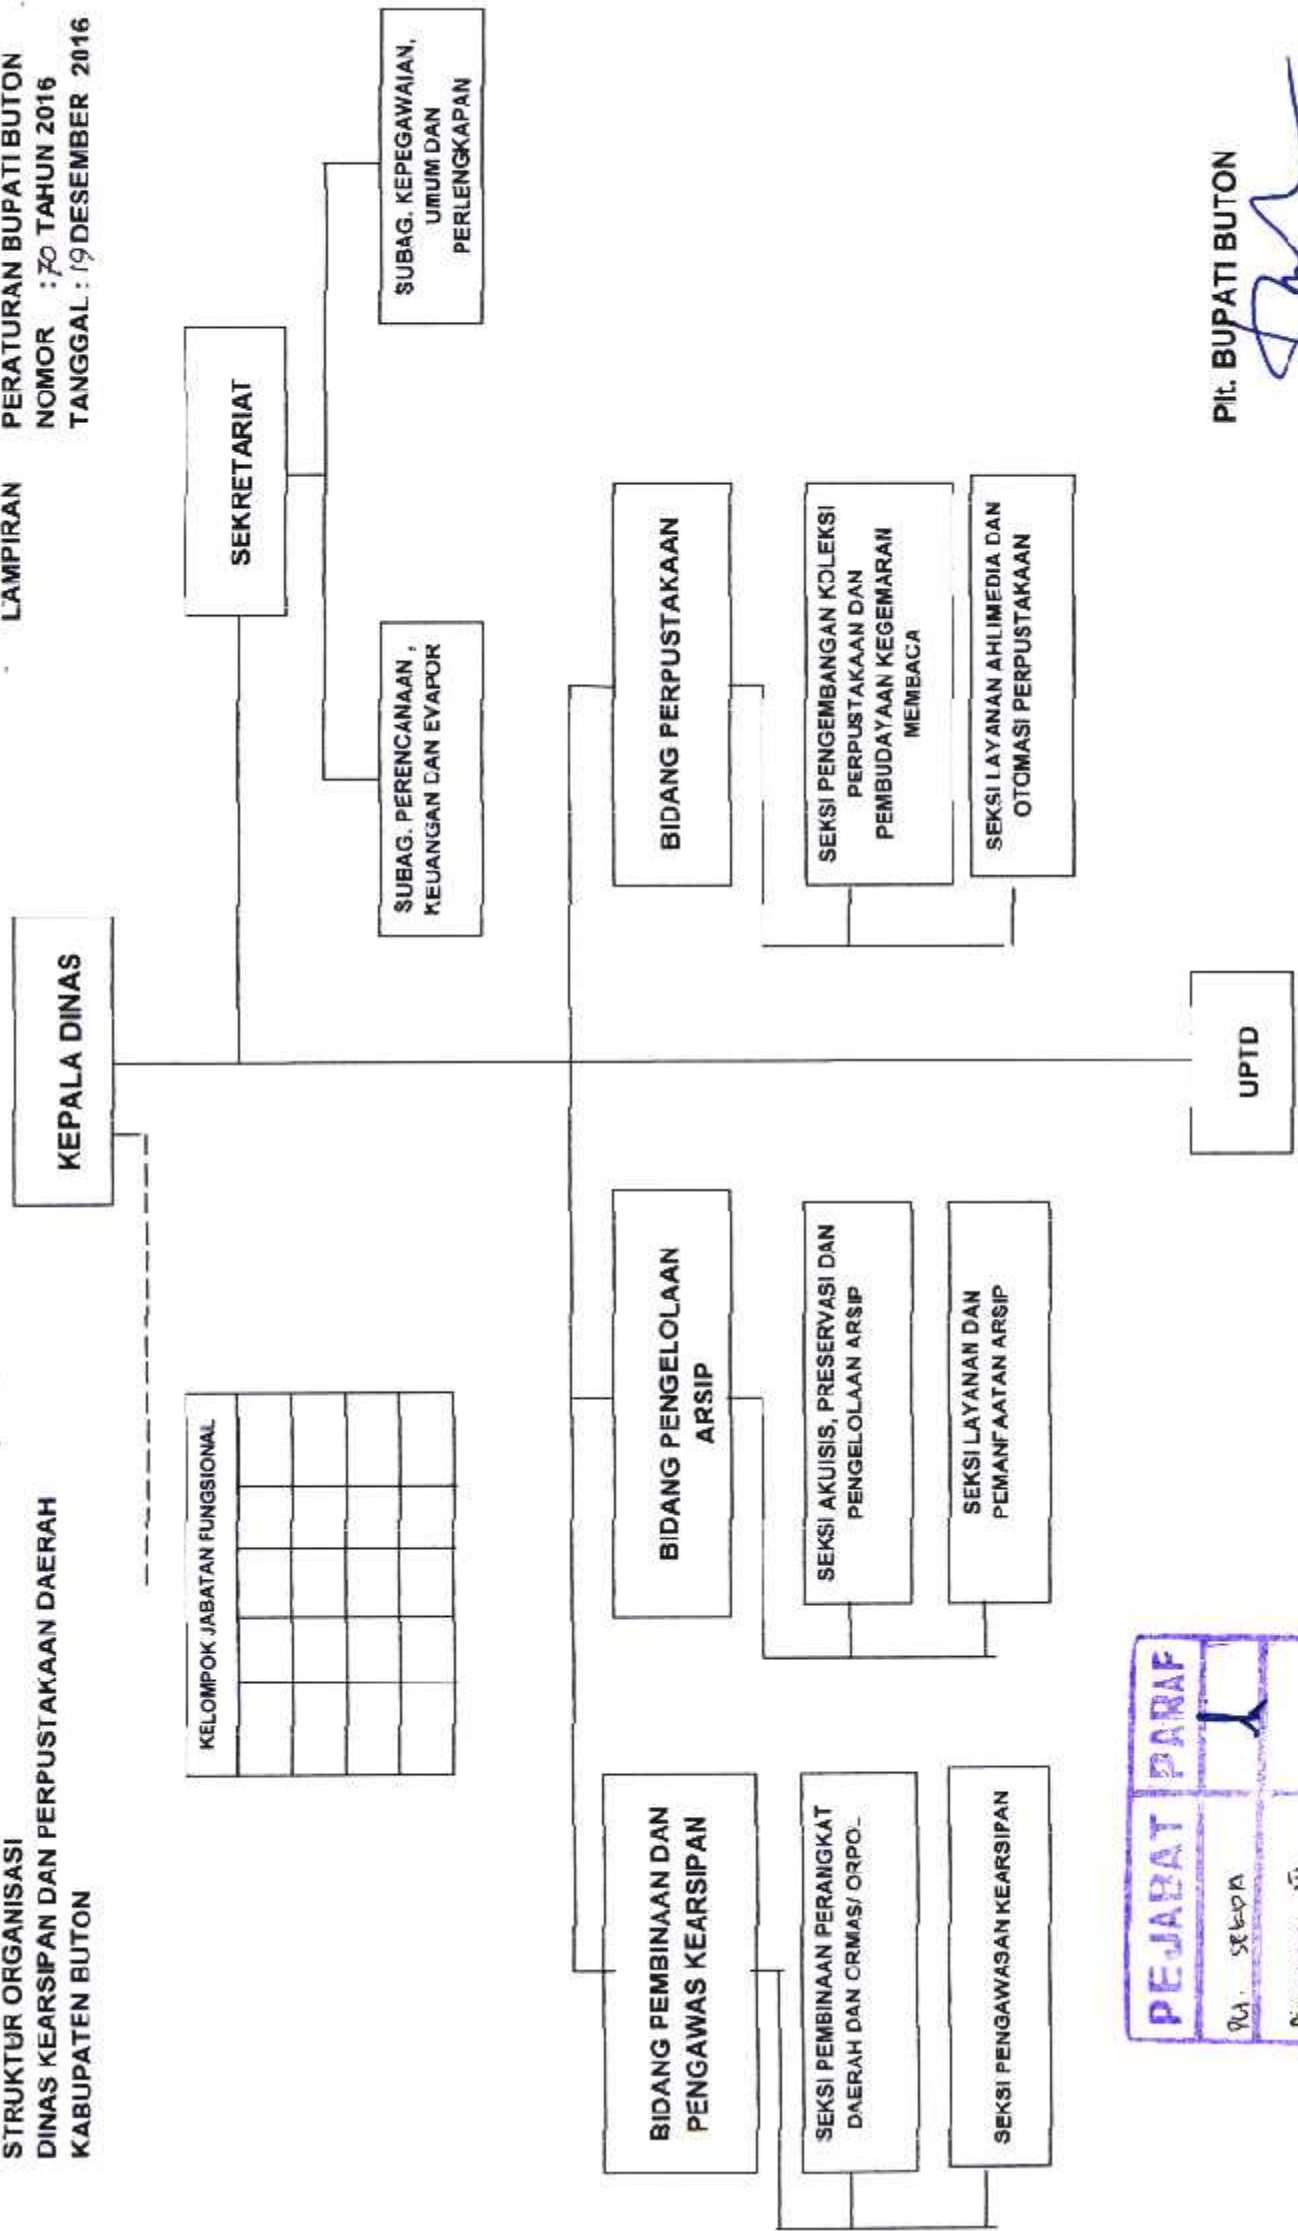 STRUKTUR ORGANISASI
DINAS KEARSIPAN DAN PERPUSTAKAAN DAERAH
KABUPATEN BUTON
LAMPIRAN PERATURAN BUPATI BUTON
NOMOR : 70 TAHUN 2016
TANGGAL : 19 DESEMBER 2016
KEPALA DINAS
SEKRETARIAT
KELOMPOK JABATAN FUNGSIONAL
SUBAG. PERENCANAAN ,
KEUANGAN DAN EVAPOR
SUBAG. KEPEGAWAIAN,
UMUM DAN
PERLENGKAPAN
BIDANG PEMBINAAN DAN
PENGAWAS KEARSIPAN
SEKSI PEMBINAAN PERANGKAT
DAERAH DAN ORMAS/ ORPOL
SEKSI PENGAWASAN KEARSIPAN
BIDANG PENGELOLAAN
ARSIP
SEKSI AKUISIS, PRESERVASI DAN
PENGELOLAAN ARSIP
SEKSI LAYANAN DAN
PEMANFAATAN ARSIP
BIDANG PERPUSTAKAAN
SEKSI PENGEMBANGAN KOLEKSI
PERPUSTAKAAN DAN
PEMBUDAYAAN KEGEMARAN
MEMBACA
SEKSI LAYANAN AHLIMEDIA DAN
OTOMASI PERPUSTAKAAN
UPTD
PEJABAT PARAF
Plt. BUPATI BUTON